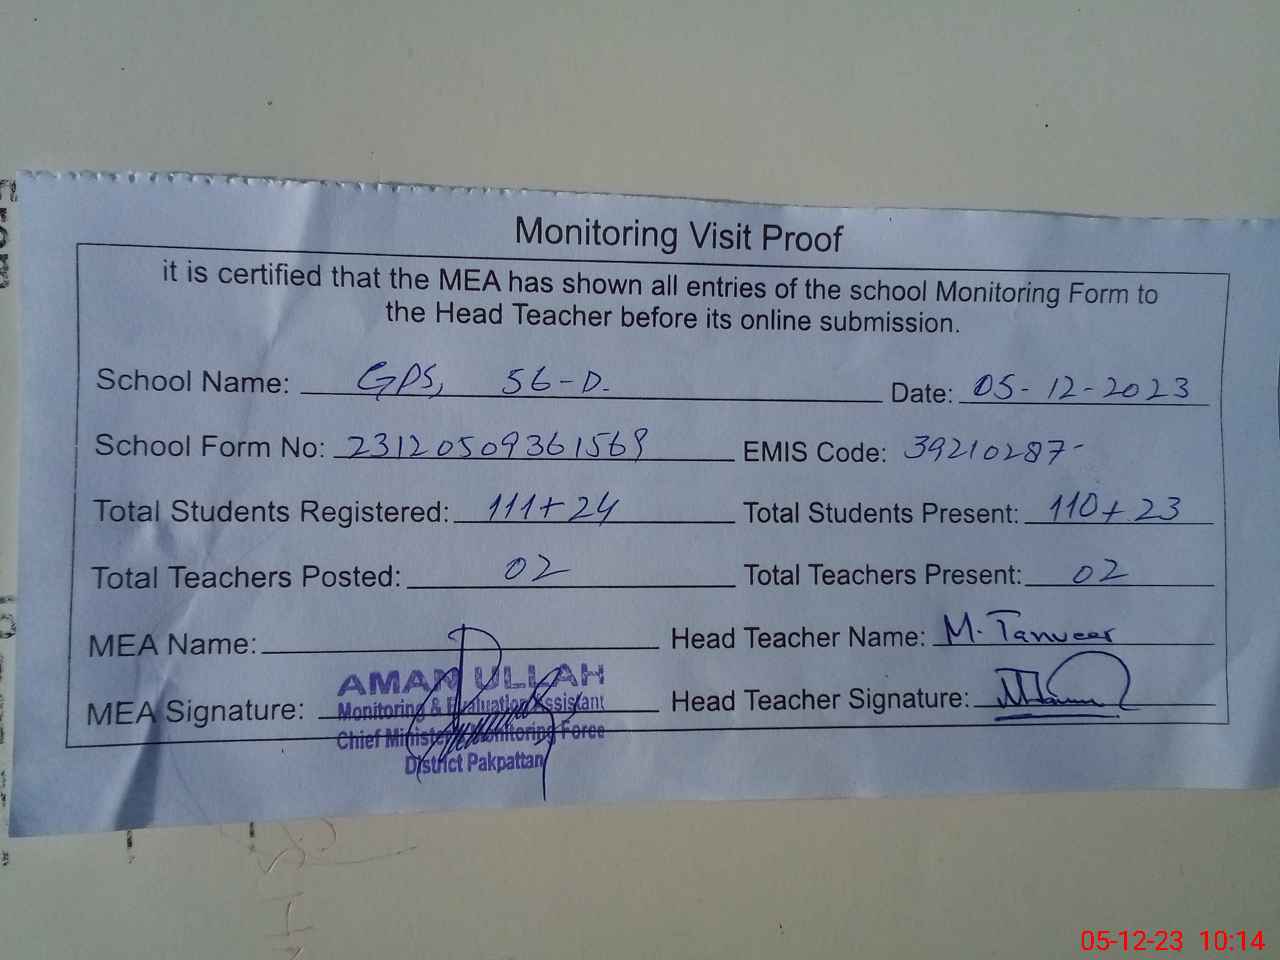 Monitoring Visit Proof
it is certified that the MEA has shown all entries of the school Monitoring Form to
the Head Teacher before its online submission.
School Name: GPS, 56-D. Date: 05-12-2023
School Form No: 23120509361569 EMIS Code: 39210287-
Total Students Registered: 111+24 Total Students Present: 110+23
Total Teachers Posted: 02 Total Teachers Present: 02
MEA Name: Head Teacher Name: M. Tanveer
AMAN ULLAH
MEA Signature: Head Teacher Signature:
Monitoring & Evaluation Assistant
Chief Minister's Monitoring Force
District Pakpattan
05-12-23 10:14